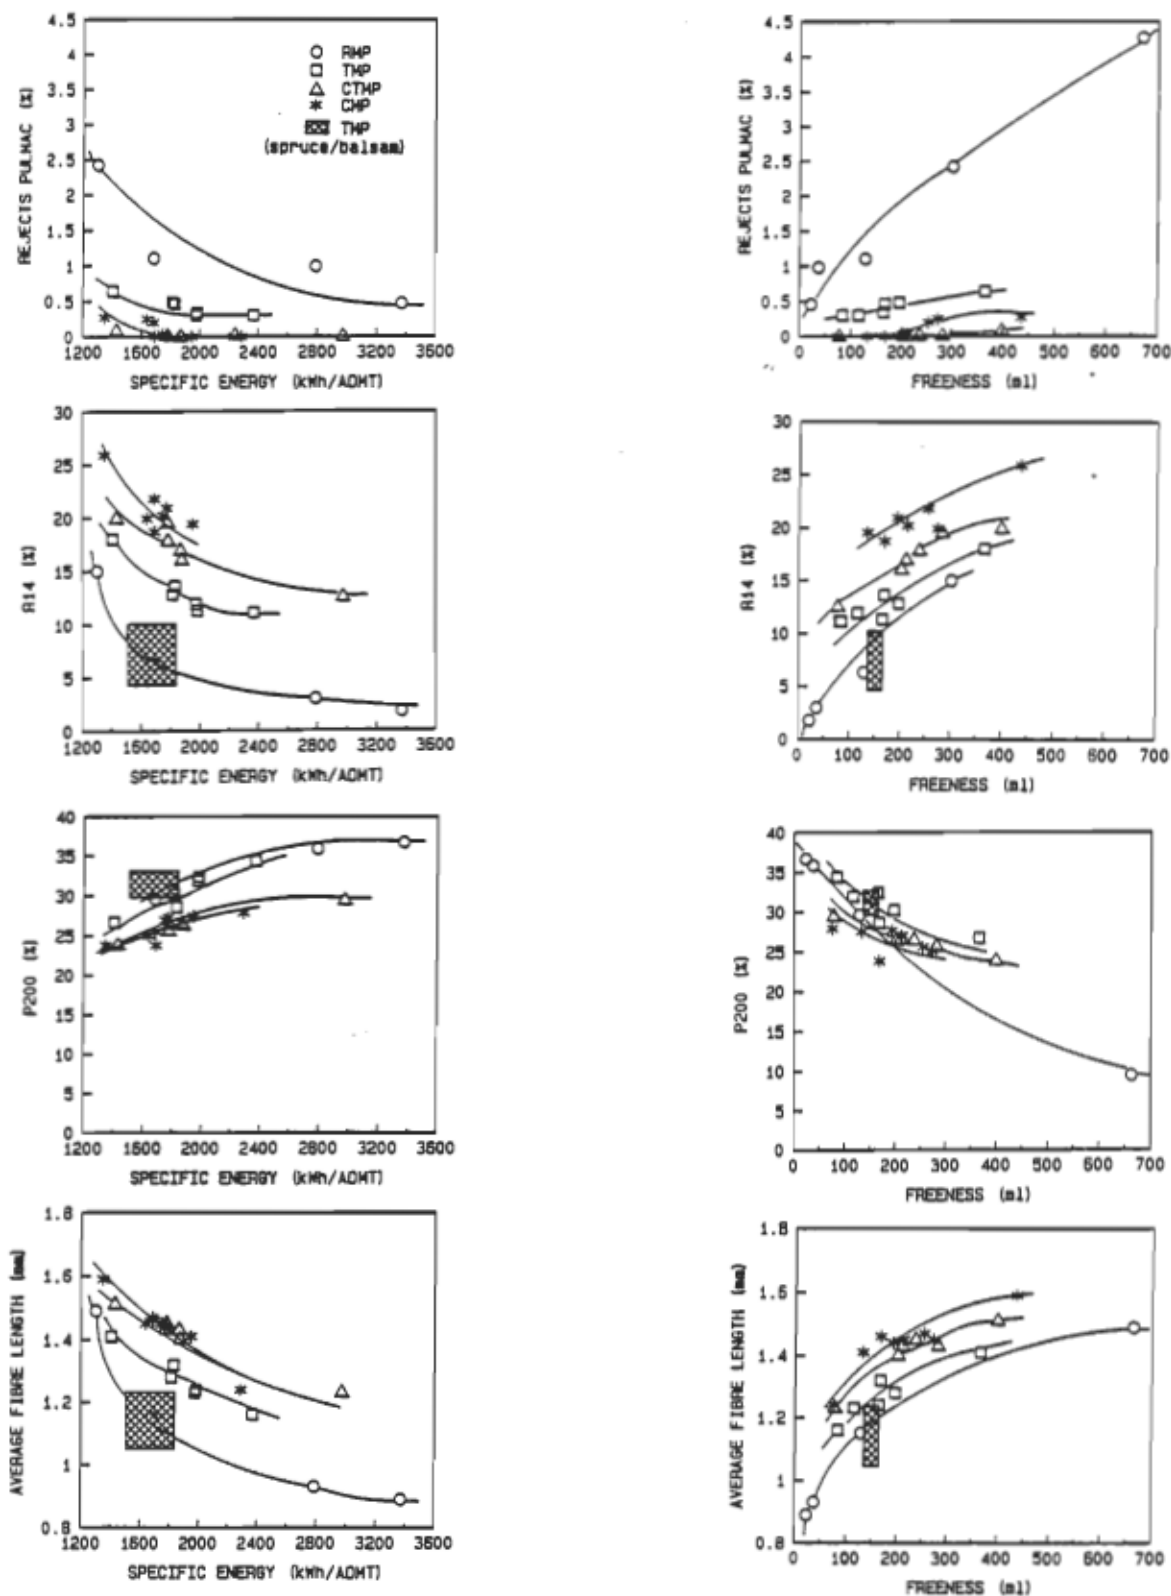 4.5
4
3.5
3
2.5
2
1.5
1
0.5
0
REJECTS PULMAC (%)
RMP
TMP
CTMP
CMP
TMP
(spruce/balsam)
1200 1600 2000 2400 2800 3200 3600
SPECIFIC ENERGY (kWh/ADMT)
4.5
4
3.5
3
2.5
2
1.5
1
0.5
0
REJECTS PULMAC (%)
0 100 200 300 400 500 600 700
FREENESS (ml)
30
25
20
15
10
5
0
R14 (%)
1200 1600 2000 2400 2800 3200 3600
SPECIFIC ENERGY (kWh/ADMT)
30
25
20
15
10
5
0
R14 (%)
0 100 200 300 400 500 600 700
FREENESS (ml)
40
35
30
25
20
15
10
5
0
P200 (%)
1200 1600 2000 2400 2800 3200 3600
SPECIFIC ENERGY (kWh/ADMT)
40
35
30
25
20
15
10
5
0
P200 (%)
0 100 200 300 400 500 600 700
FREENESS (ml)
1.8
1.6
1.4
1.2
1
0.8
AVERAGE FIBRE LENGTH (mm)
1200 1600 2000 2400 2800 3200 3600
SPECIFIC ENERGY (kWh/ADMT)
1.8
1.6
1.4
1.2
1
0.8
AVERAGE FIBRE LENGTH (mm)
0 100 200 300 400 500 600 700
FREENESS (ml)